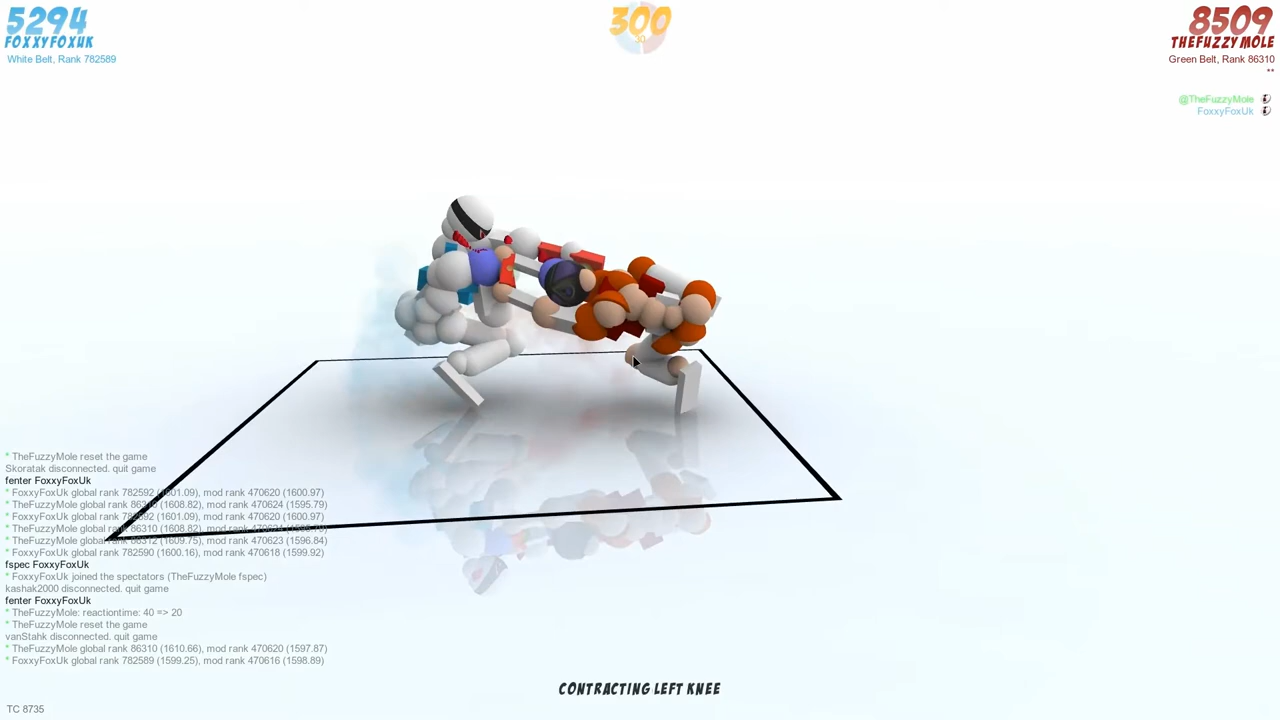 5294
FOXXYFOXUK
White Belt, Rank 782589
300
30
8509
THEFUZZYMOLE
Green Belt, Rank 86310
**
@TheFuzzyMole
FoxxyFoxUk
* TheFuzzyMole reset the game
Skoratak disconnected. quit game
fenter FoxxyFoxUk
* FoxxyFoxUk global rank 782592 (1601.09), mod rank 470620 (1600.97)
* TheFuzzyMole global rank 86310 (1608.82), mod rank 470624 (1595.79)
* FoxxyFoxUk global rank 782592 (1601.09), mod rank 470620 (1600.97)
* TheFuzzyMole global rank 86310 (1608.82), mod rank 470624 (1595.79)
* TheFuzzyMole global rank 86312 (1609.75), mod rank 470623 (1596.84)
* FoxxyFoxUk global rank 782590 (1600.16), mod rank 470618 (1599.92)
fspec FoxxyFoxUk
* FoxxyFoxUk joined the spectators (TheFuzzyMole fspec)
kashak2000 disconnected. quit game
fenter FoxxyFoxUk
* TheFuzzyMole: reactiontime: 40 => 20
* TheFuzzyMole reset the game
vanStahk disconnected. quit game
* TheFuzzyMole global rank 86310 (1610.66), mod rank 470620 (1597.87)
* FoxxyFoxUk global rank 782589 (1599.25), mod rank 470616 (1598.89)
CONTRACTING LEFT KNEE
TC 8735